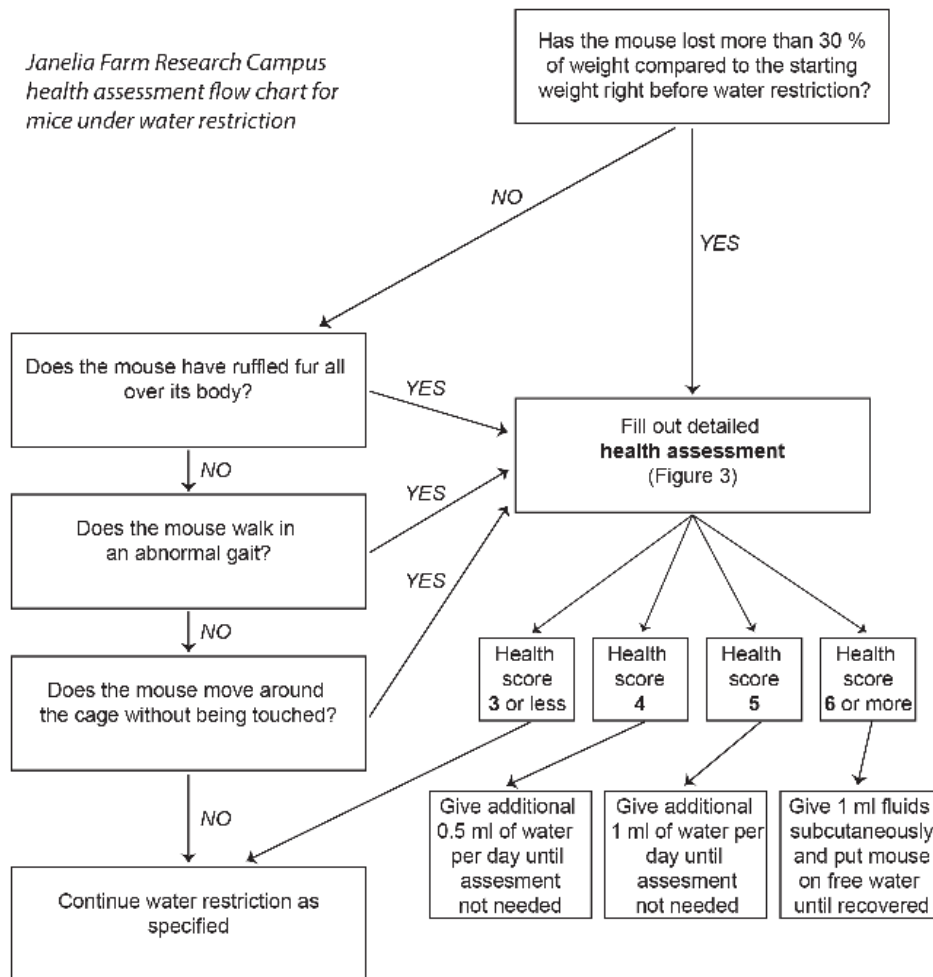 Janelia Farm Research Campus
health assessment flow chart for
mice under water restriction
Has the mouse lost more than 30 %
of weight compared to the starting
weight right before water restriction?
NO
YES
Does the mouse have ruffled fur all
over its body?
YES
NO
Fill out detailed
health assessment
(Figure 3)
Does the mouse walk in
an abnormal gait?
YES
NO
Does the mouse move around
the cage without being touched?
YES
NO
Health
score
3 or less
Health
score
4
Health
score
5
Health
score
6 or more
Give additional
0.5 ml of water
per day until
assesment
not needed
Give additional
1 ml of water per
day until
assesment
not needed
Give 1 ml fluids
subcutaneously
and put mouse
on free water
until recovered
Continue water restriction as
specified